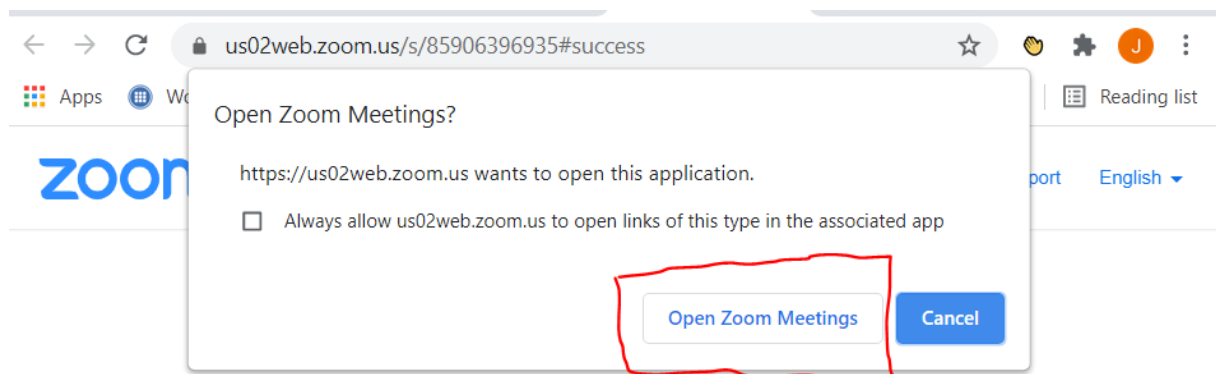 us02web.zoom.us/s/85906396935#success
J
Apps
Wo
Reading list
Open Zoom Meetings?
https://us02web.zoom.us wants to open this application.
zoon
port English
Always allow us02web.zoom.us to open links of this type in the associated app
Open Zoom Meetings Cancel